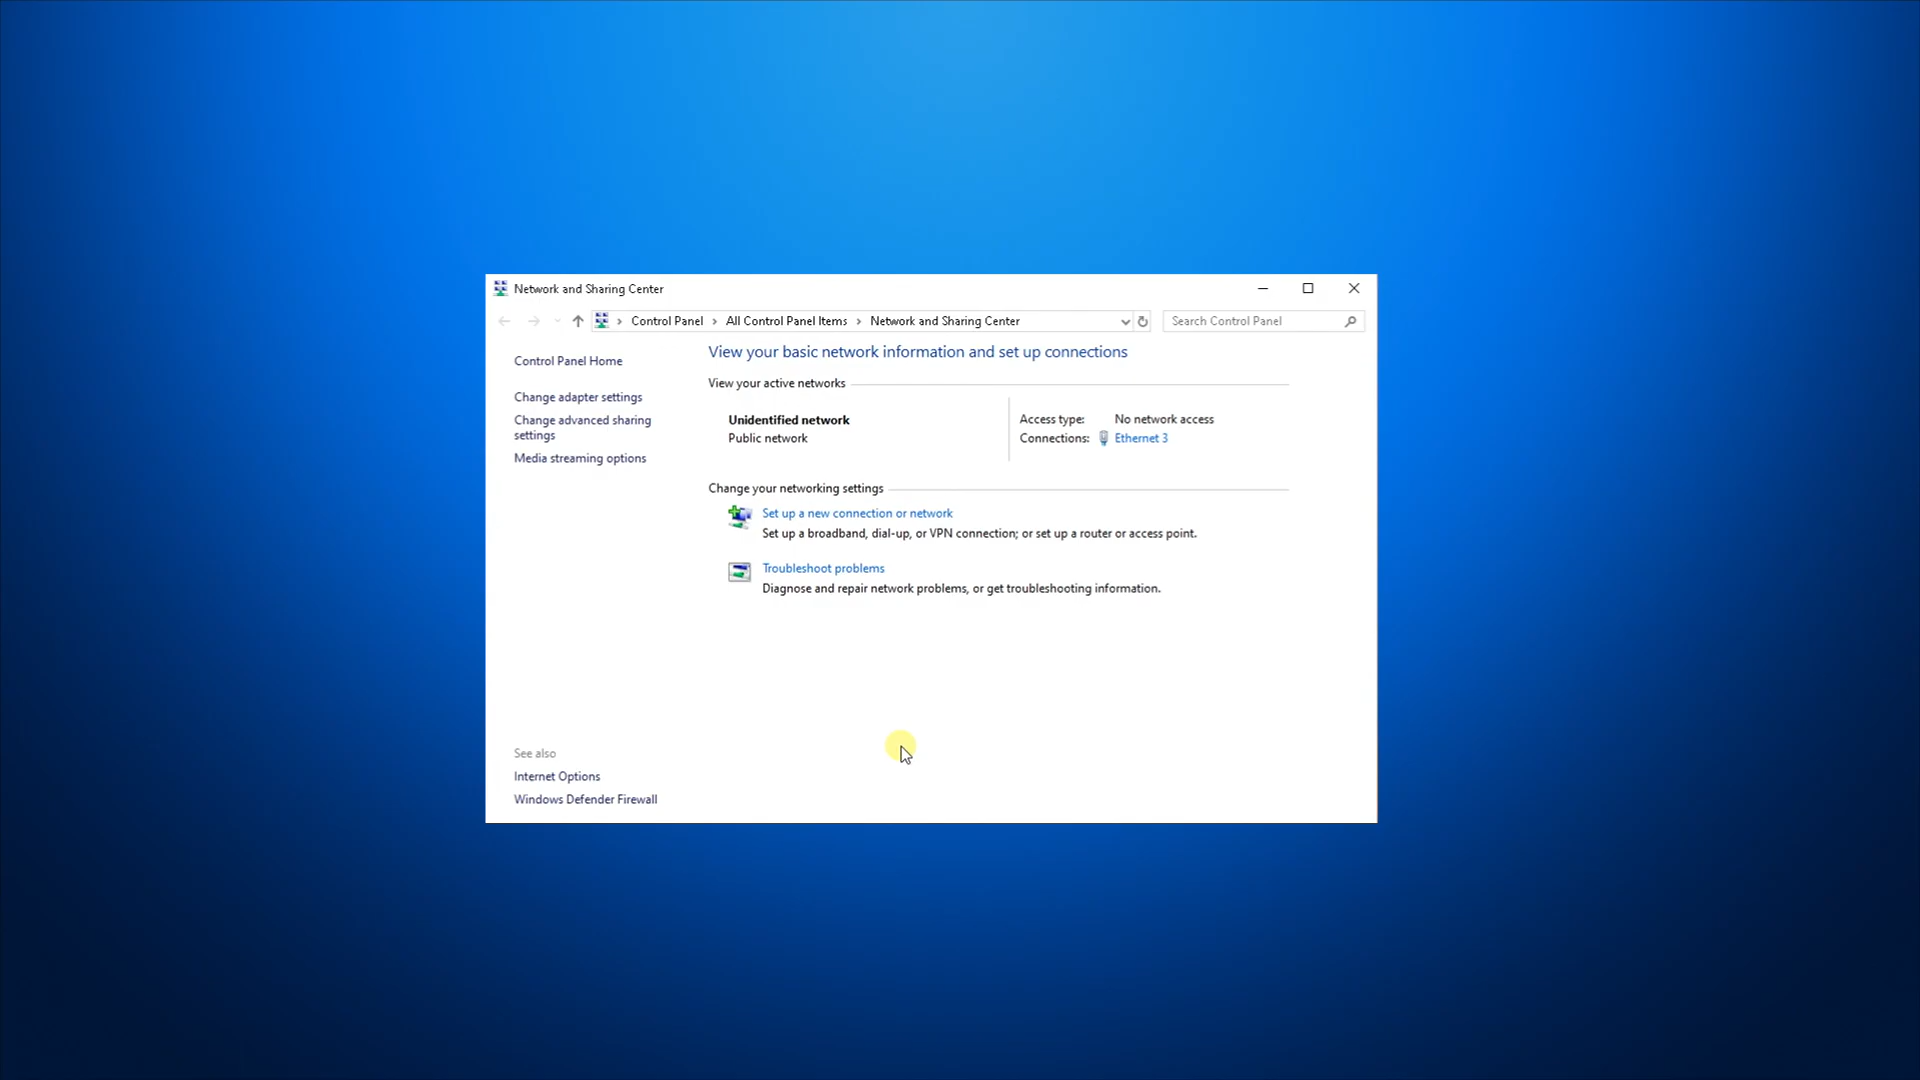 Network and Sharing Center
Control Panel All Control Panel Items Network and Sharing Center
Search Control Panel
Control Panel Home
Change adapter settings
Change advanced sharing
settings
Media streaming options
See also
Internet Options
Windows Defender Firewall
View your basic network information and set up connections
View your active networks
Unidentified network
Public network
Access type: No network access
Connections: Ethernet 3
Change your networking settings
Set up a new connection or network
Set up a broadband, dial-up, or VPN connection; or set up a router or access point.
Troubleshoot problems
Diagnose and repair network problems, or get troubleshooting information.